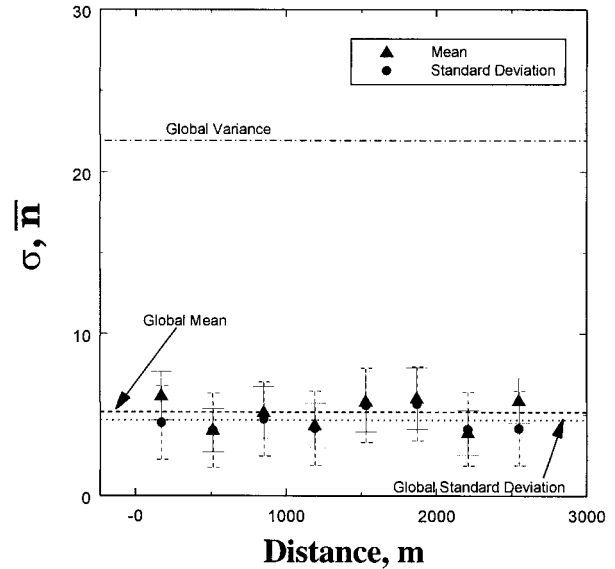 30
Mean
Standard Deviation
Global Variance
20
σ, n̅
Global Mean
10
Global Standard Deviation
0
-0 1000 2000 3000
Distance, m